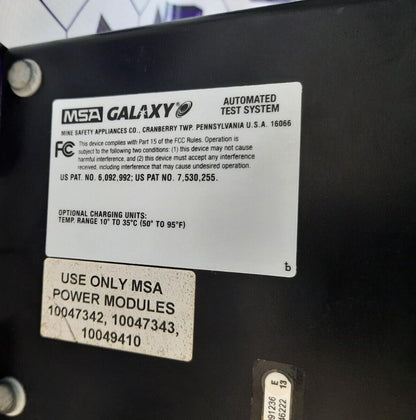 MSA GALAXY
AUTOMATED
TEST SYSTEM
MINE SAFETY APPLIANCES CO., CRANBERRY TWP. PENNSYLVANIA U.S.A. 16066
FC This device complies with Part 15 of the FCC Rules. Operation is
subject to the following two conditions: (1) this device may not cause
harmful interference, and (2) this device must accept any interference
received, including interference that may cause undesired operation.
US PAT. NO. 6,092,992; US PAT NO. 7,530,255.
OPTIONAL CHARGING UNITS:
TEMP. RANGE 10° TO 35°C (50° TO 95°F)
b
USE ONLY MSA
POWER MODULES
10047342, 10047343,
10049410
E
13